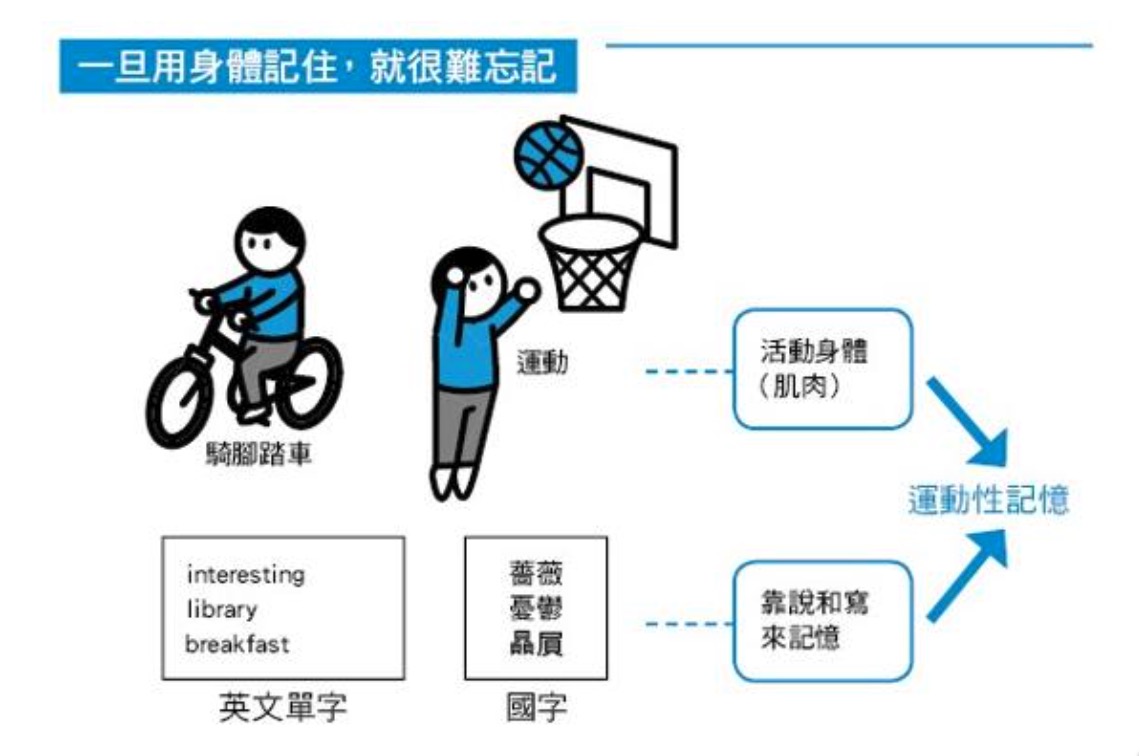 一旦用身體記住，就很難忘記
運動
騎腳踏車
活動身體
（肌肉）
運動性記憶
interesting
library
breakfast
英文單字
薔薇
憂鬱
贔屓
國字
靠說和寫
來記憶